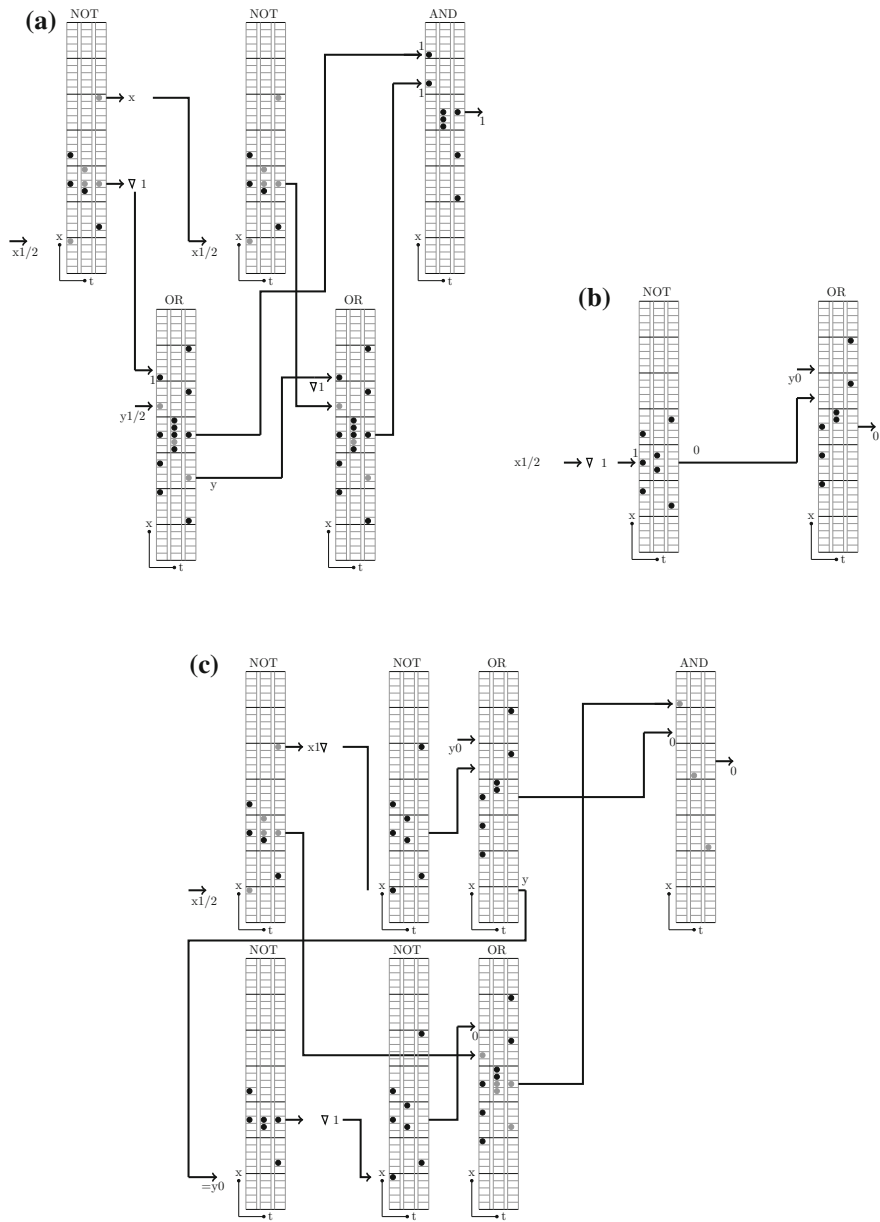 (a)
NOT
NOT
AND
1
1
1
x
∇ 1
x
x1/2
t
x
x1/2
t
x
t
OR
OR
1
y1/2
y
x
t
∇1
x
t
(b)
NOT
OR
y0
x1/2
∇ 1
1
0
0
x
t
x
t
(c)
NOT
NOT
OR
AND
x1∇
y0
0
0
x
x1/2
t
x
t
x
y
t
x
t
NOT
NOT
OR
0
∇ 1
=y0
x
t
x
t
x
t